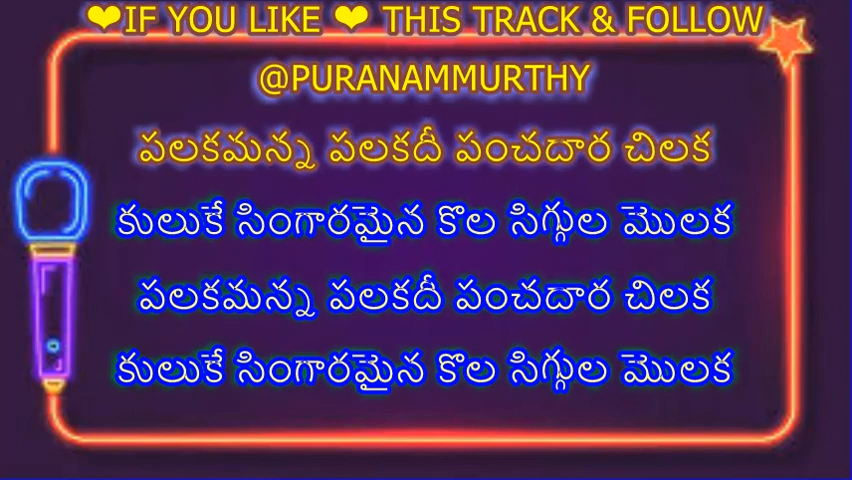 ❤IF YOU LIKE ❤ THIS TRACK & FOLLOW
@PURANAMMURTHY
పలకమన్న పలకదీ పంచదార చిలక
కులుకే సింగారమైన కొల సిగ్గుల మొలక
పలకమన్న పలకదీ పంచదార చిలక
కులుకే సింగారమైన కొల సిగ్గుల మొలక